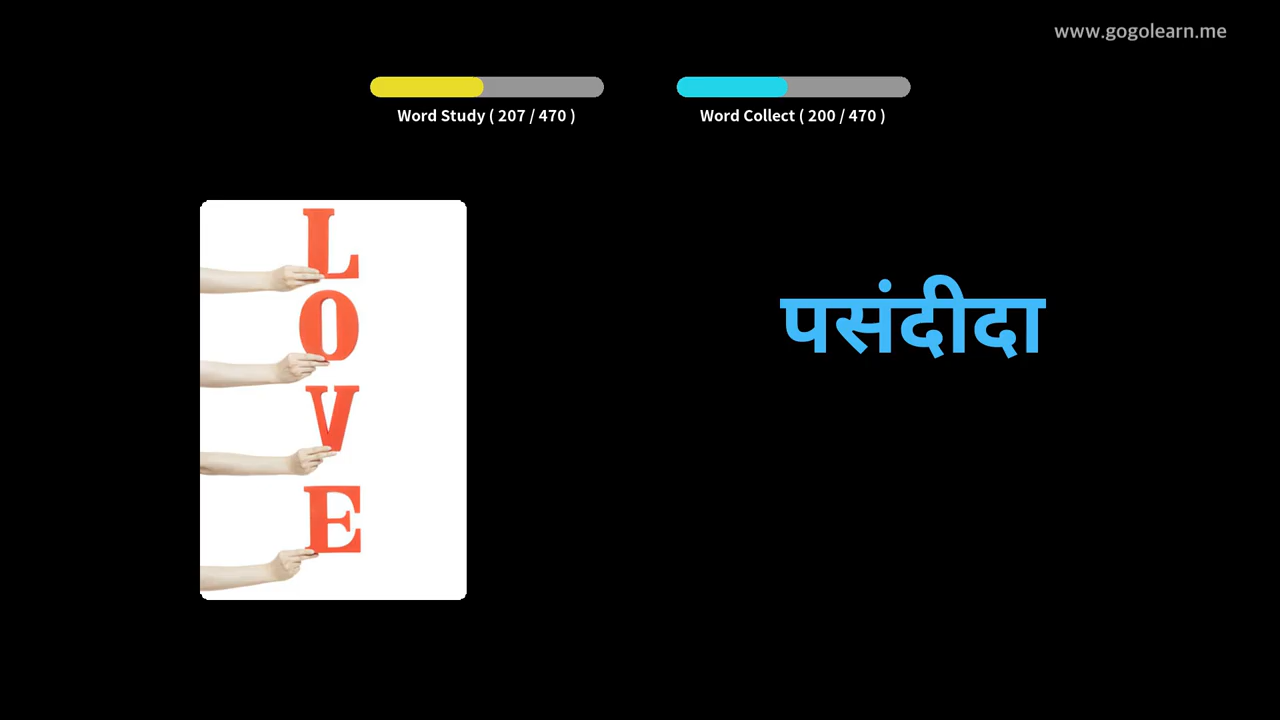 www.gogolearn.me
Word Study ( 207 / 470 )
Word Collect ( 200 / 470 )
L
O
V
E
पसंदीदा